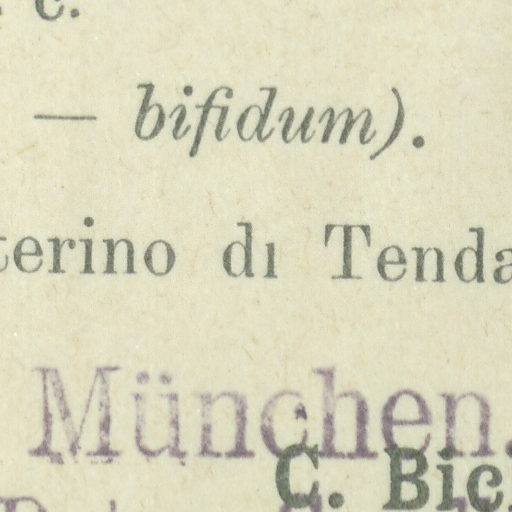 c.
— bifidum).
terino di Tenda
München.
C. Bic